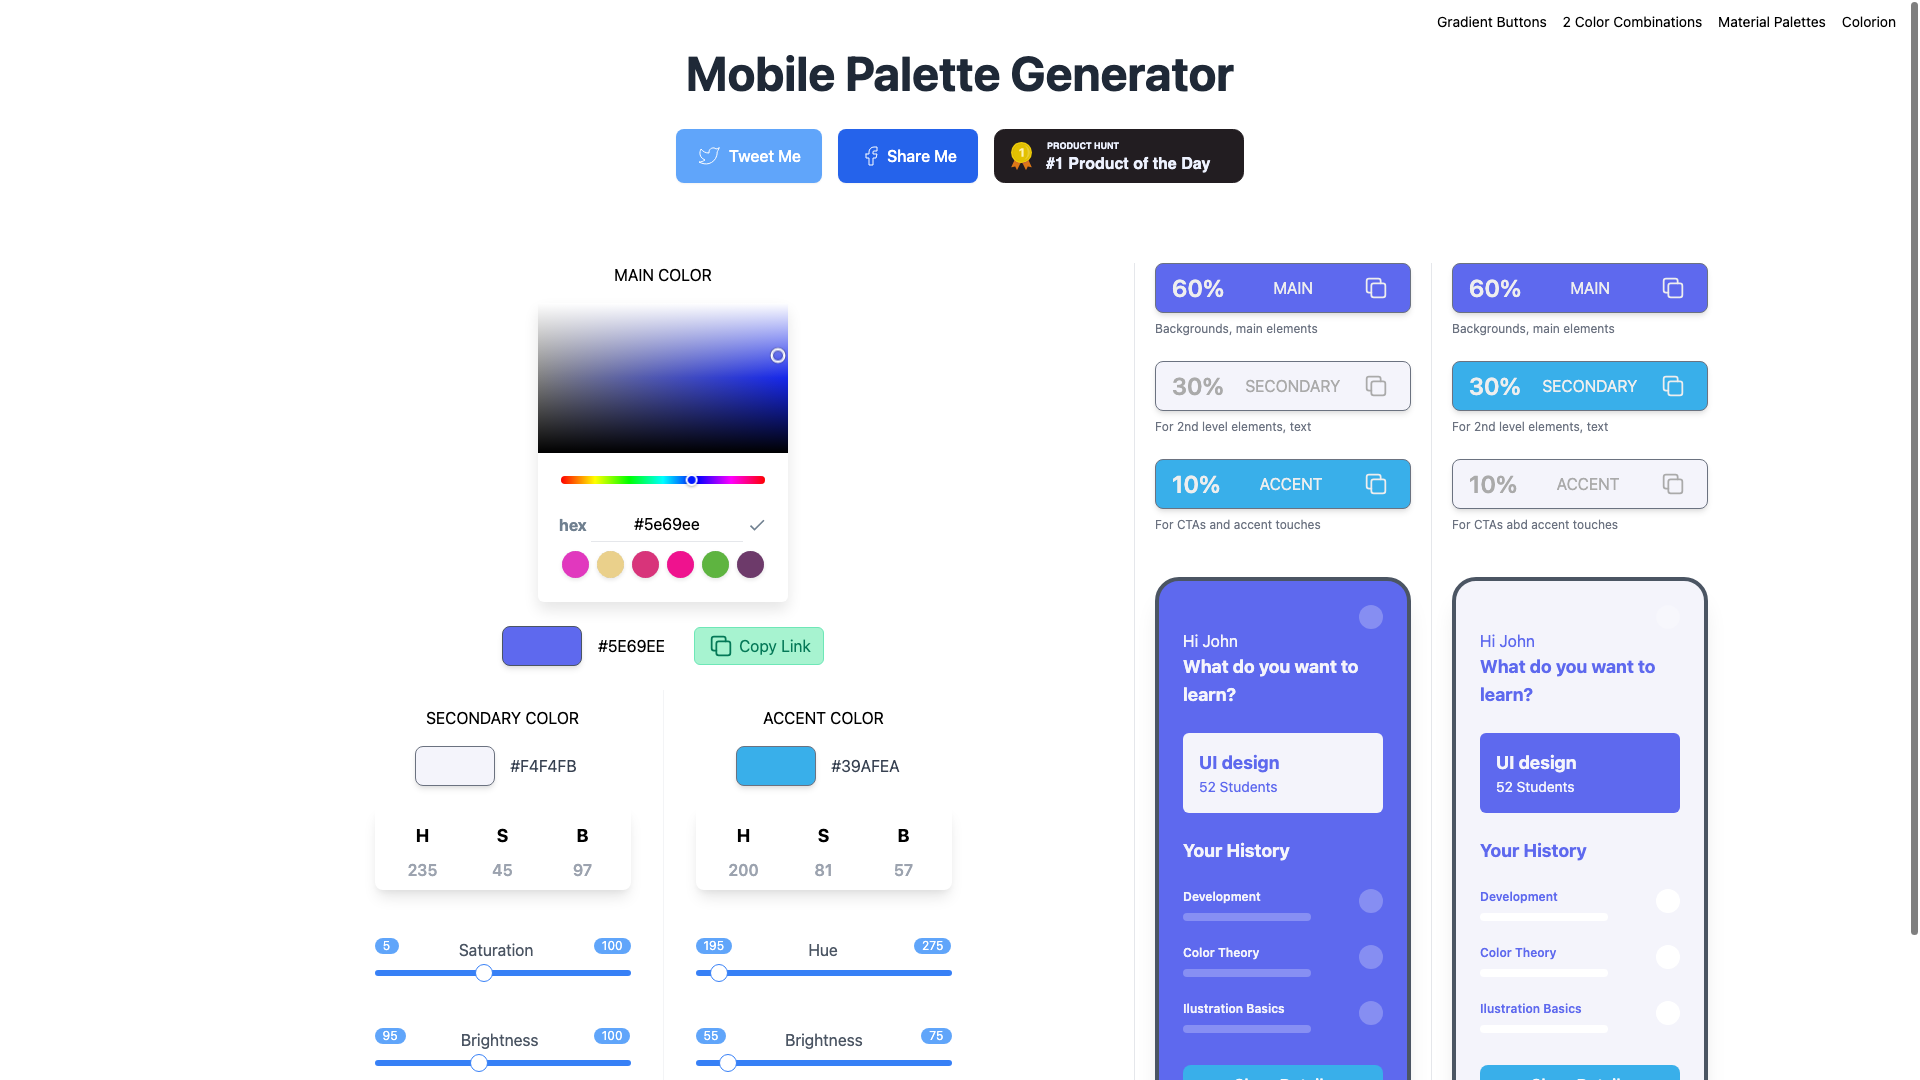 Gradient Buttons 2 Color Combinations Material Palettes Colorion
Mobile Palette Generator
Tweet Me
Share Me
1
PRODUCT HUNT
#1 Product of the Day
MAIN COLOR
hex #5e69ee
#5E69EE
Copy Link
SECONDARY COLOR
#F4F4FB
H S B
235 45 97
5 Saturation 100
95 Brightness 100
ACCENT COLOR
#39AFEA
H S B
200 81 57
195 Hue 275
55 Brightness 75
60% MAIN
Backgrounds, main elements
30% SECONDARY
For 2nd level elements, text
10% ACCENT
For CTAs and accent touches
Hi John
What do you want to
learn?
UI design
52 Students
Your History
Development
Color Theory
Ilustration Basics
60% MAIN
Backgrounds, main elements
30% SECONDARY
For 2nd level elements, text
10% ACCENT
For CTAs abd accent touches
Hi John
What do you want to
learn?
UI design
52 Students
Your History
Development
Color Theory
Ilustration Basics